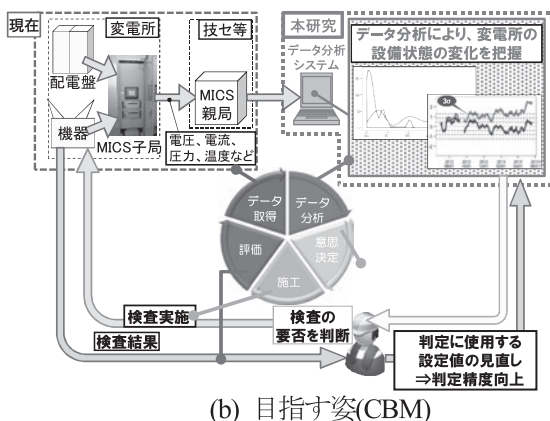 現在
変電所
配電盤
機器
MICS子局
技セ等
MICS
親局
電圧、電流、
圧力、温度など
本研究
データ分析
システム
データ分析により、変電所の
設備状態の変化を把握
3σ
データ
取得
データ
分析
評価
意思
決定
施工
検査実施
検査の
要否を判断
検査結果
判定に使用する
設定値の見直し
⇒判定精度向上
(b) 目指す姿(CBM)